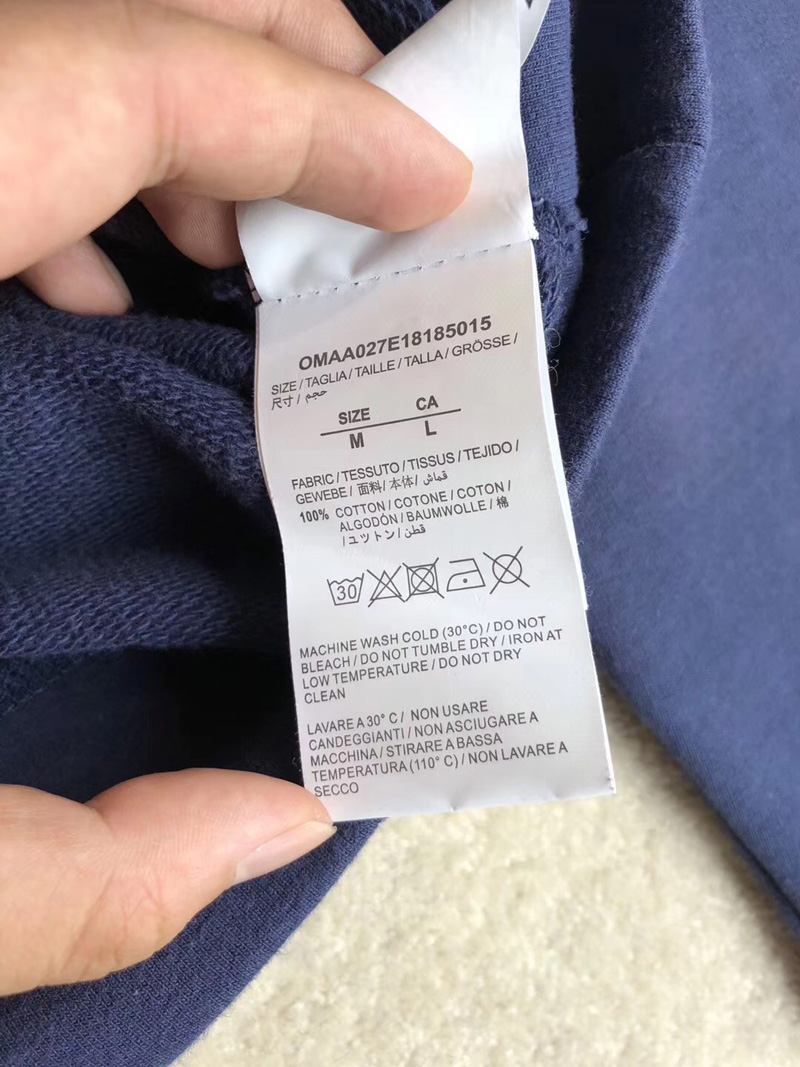 OMAA027E18185015
SIZE / TAGLIA / TAILLE / TALLA / GRÖSSE /
尺寸 / حجم
SIZE CA
M L
FABRIC / TESSUTO / TISSUS / TEJIDO /
GEWEBE / 面料 / 本体 / قماش
100% COTTON / COTONE / COTON /
ALGODÓN / BAUMWOLLE / 棉
/ ユットン / قطن
30
MACHINE WASH COLD (30°C) / DO NOT
BLEACH / DO NOT TUMBLE DRY / IRON AT
LOW TEMPERATURE / DO NOT DRY
CLEAN
LAVARE A 30° C / NON USARE
CANDEGGIANTI / NON ASCIUGARE A
MACCHINA / STIRARE A BASSA
TEMPERATURA (110° C) / NON LAVARE A
SECCO